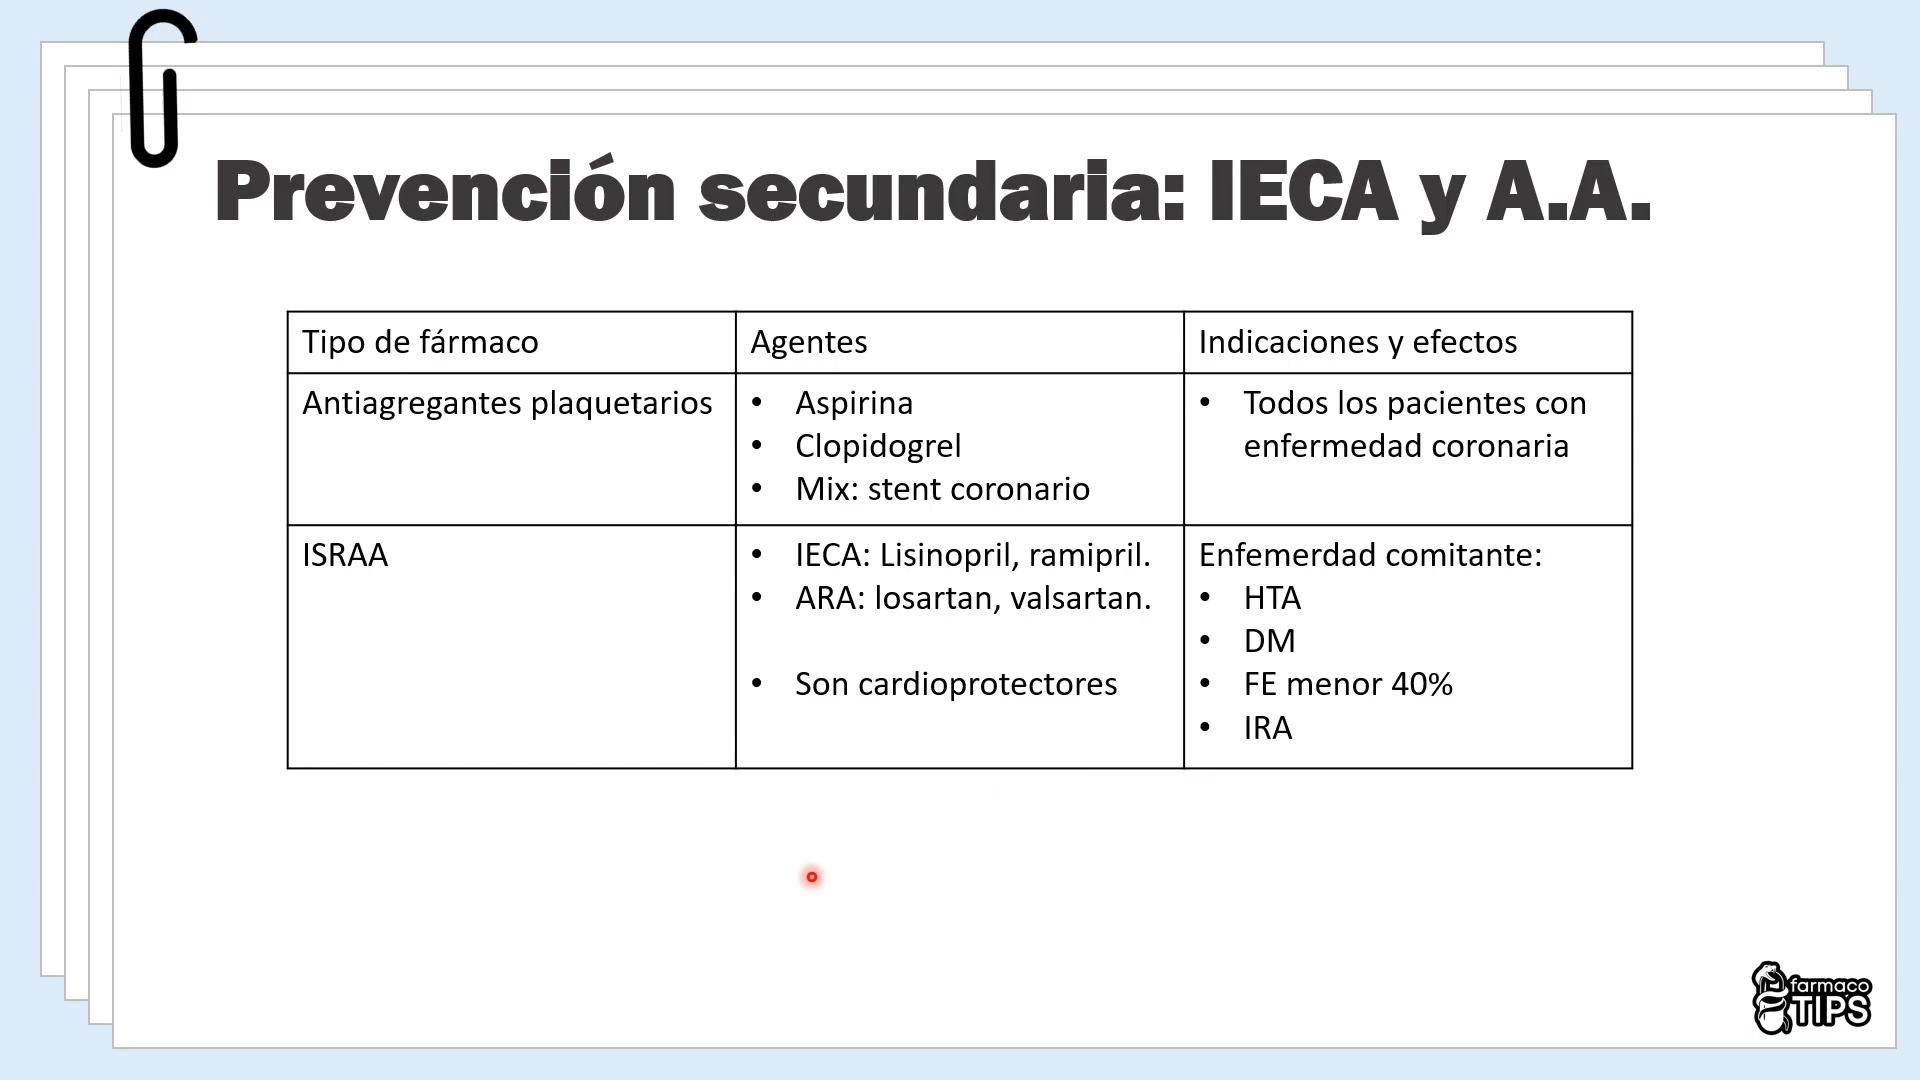 Prevención secundaria: IECA y A.A.
Tipo de fármaco
Agentes
Indicaciones y efectos
Antiagregantes plaquetarios
• Aspirina
• Clopidogrel
• Mix: stent coronario
• Todos los pacientes con
enfermedad coronaria
ISRAA
• IECA: Lisinopril, ramipril.
• ARA: losartan, valsartan.
• Son cardioprotectores
Enfemerdad comitante:
• HTA
• DM
• FE menor 40%
• IRA
farmaco
TIPS